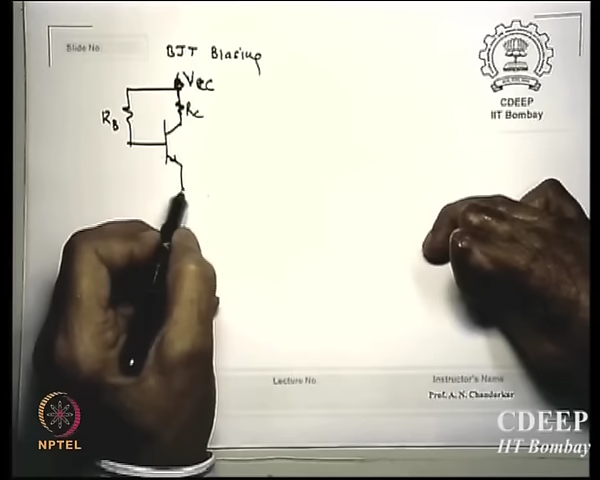 Slide No.
BJT Biasing
VCC
RC
RB
CDEEP
IIT Bombay
Lecture No.
Instructor's Name
Prof. A. N. Chandorkar
NPTEL
CDEEP
IIT Bombay